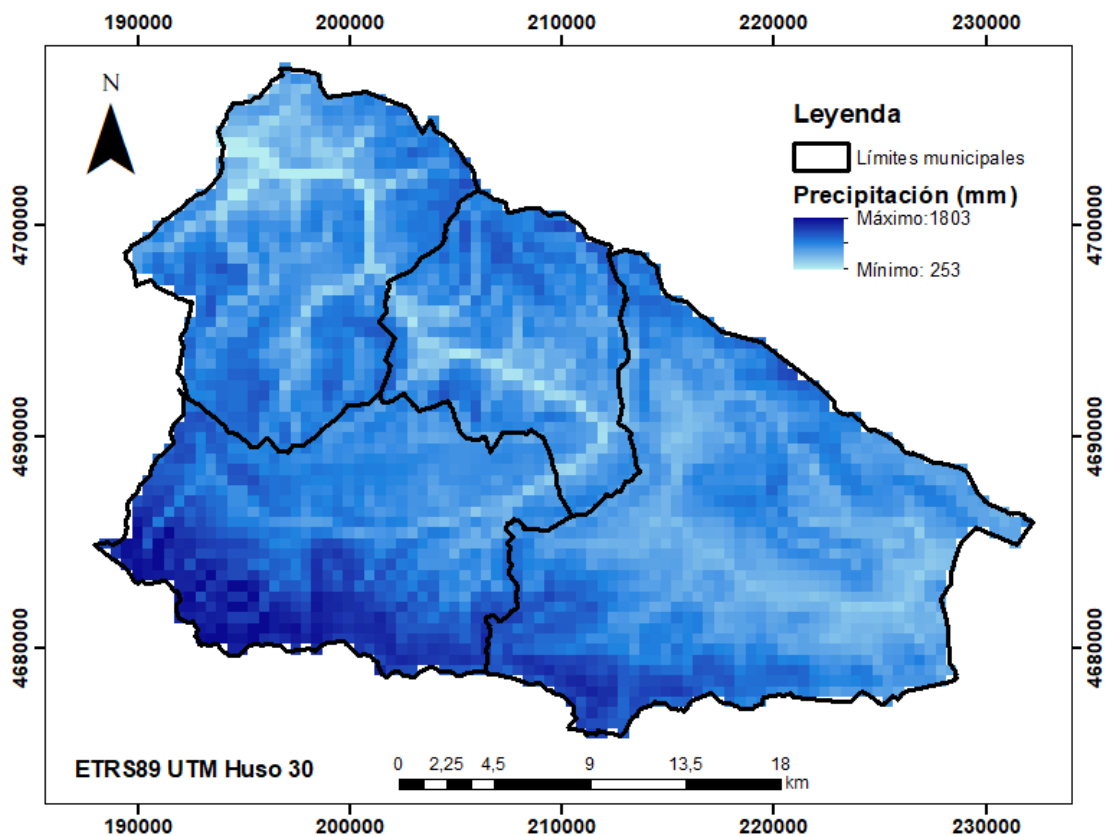 190000 200000 210000 220000 230000
N
Leyenda
Límites municipales
Precipitación (mm)
Máximo:1803
Mínimo: 253
4700000 4700000
4690000 4690000
4680000 4680000
ETRS89 UTM Huso 30
0 2,25 4,5 9 13,5 18
km
190000 200000 210000 220000 230000